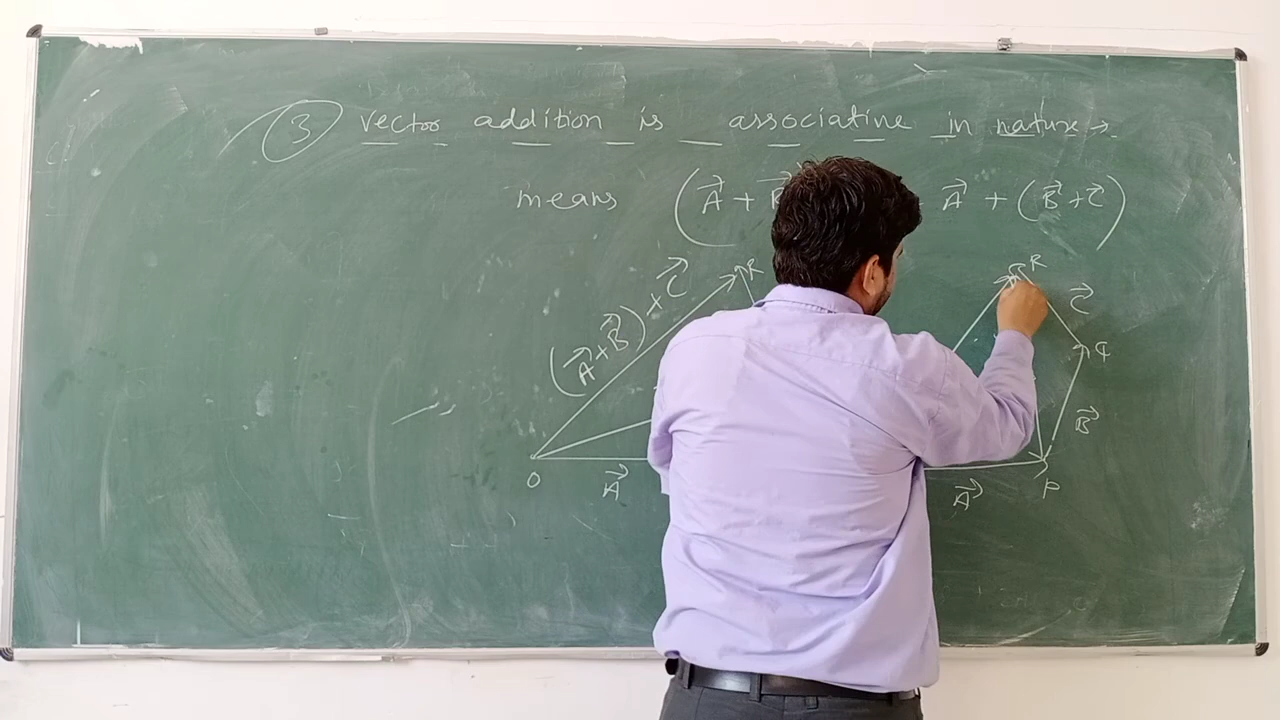 ③ vector addition is associative in nature →
means (A⃗ + B⃗ A⃗ + (B⃗ + C⃗)
R R
(A⃗ + B⃗) + C⃗ C⃗
Q
B⃗
O A⃗ A⃗ P